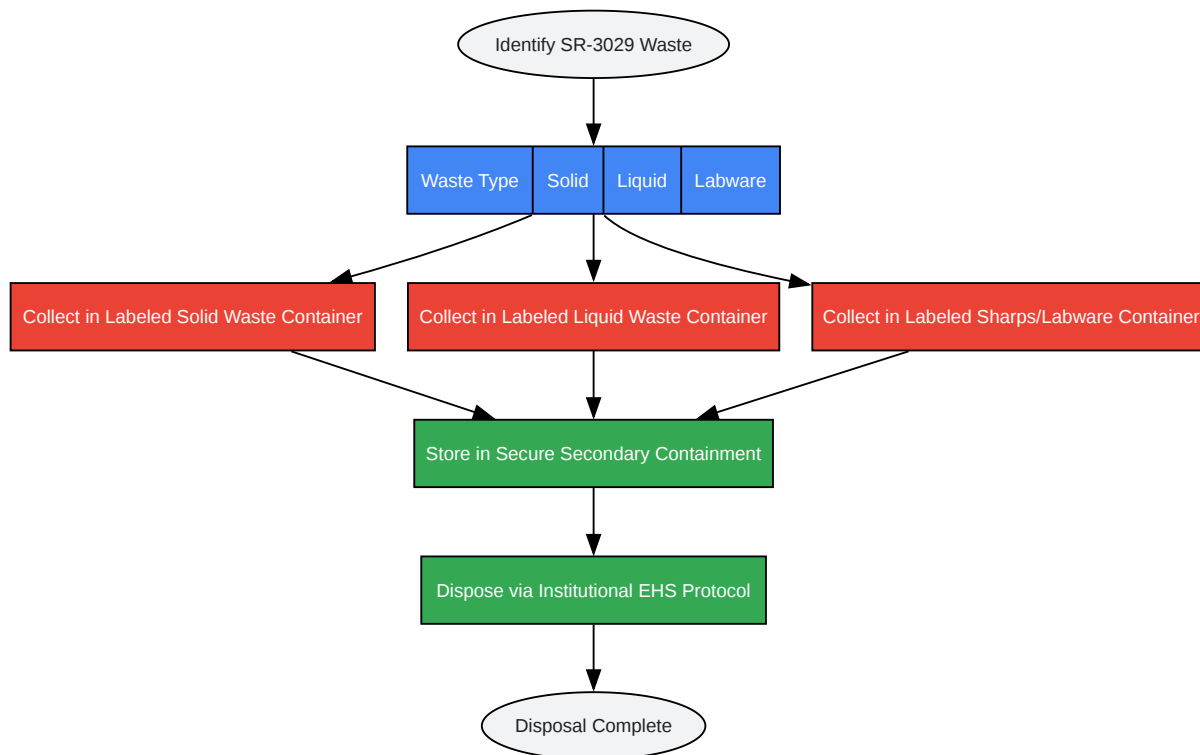 Identify SR-3029 Waste
Waste Type Solid Liquid Labware
Collect in Labeled Solid Waste Container
Collect in Labeled Liquid Waste Container
Collect in Labeled Sharps/Labware Container
Store in Secure Secondary Containment
Dispose via Institutional EHS Protocol
Disposal Complete